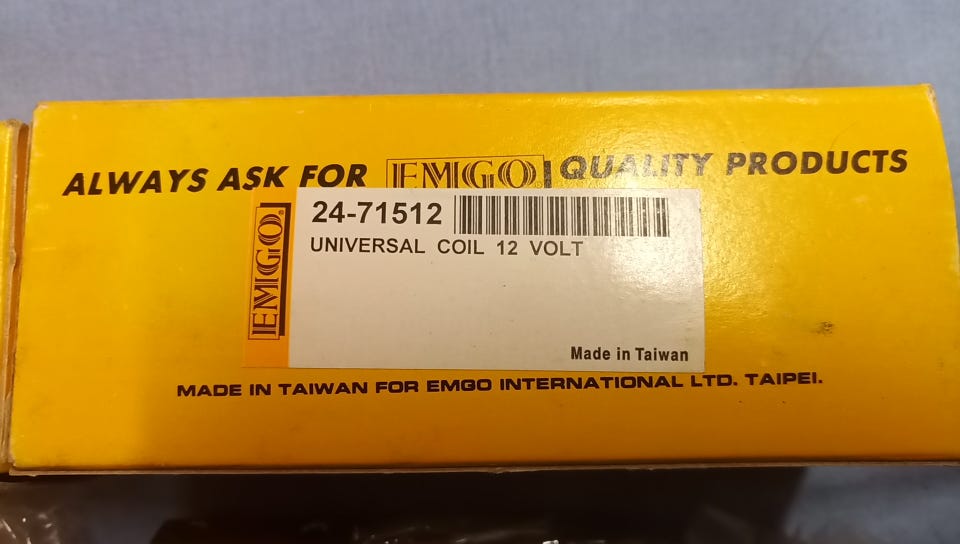 ALWAYS ASK FOR EMGO QUALITY PRODUCTS
EMGO
24-71512
UNIVERSAL COIL 12 VOLT
Made in Taiwan
MADE IN TAIWAN FOR EMGO INTERNATIONAL LTD. TAIPEI.